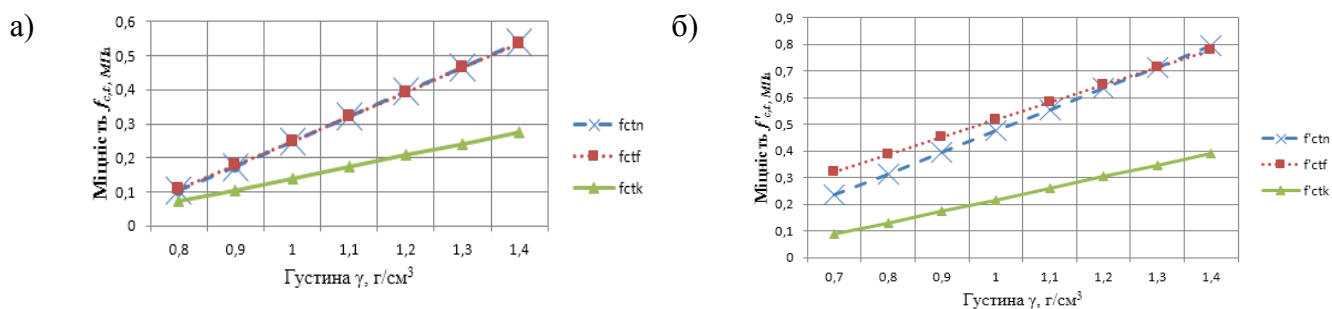 а)
Міцність fc,t, МПа
0,6
0,5
0,4
0,3
0,2
0,1
0
0,8 0,9 1 1,1 1,2 1,3 1,4
Густина γ, г/см³
fctn
fctf
fctk
б)
Міцність f'c,t, МПа
0,9
0,8
0,7
0,6
0,5
0,4
0,3
0,2
0,1
0
0,7 0,8 0,9 1 1,1 1,2 1,3 1,4
Густина γ, г/см³
f'ctn
f'ctf
f'ctk